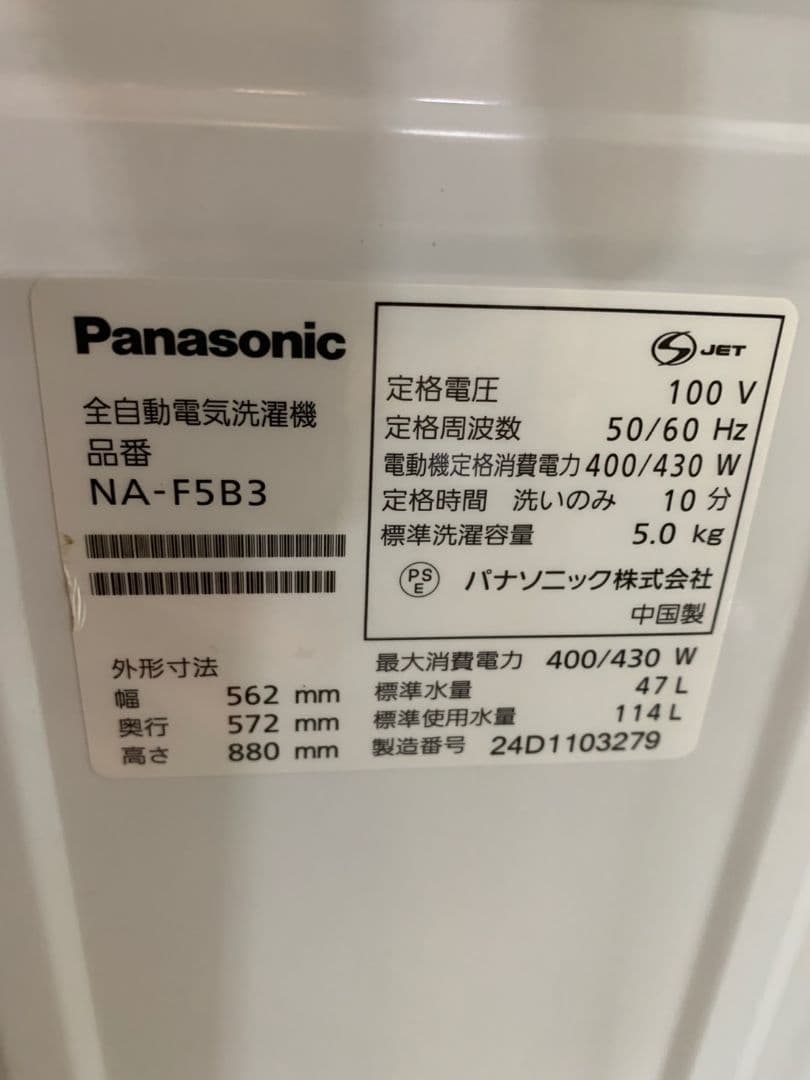 Panasonic
全自動電気洗濯機
品番
NA-F5B3
外形寸法
幅 562 mm
奥行 572 mm
高さ 880 mm
S JET
定格電圧 100 V
定格周波数 50/60 Hz
電動機定格消費電力 400/430 W
定格時間 洗いのみ 10 分
標準洗濯容量 5.0 kg
PSE パナソニック株式会社
中国製
最大消費電力 400/430 W
標準水量 47 L
標準使用水量 114 L
製造番号 24D1103279